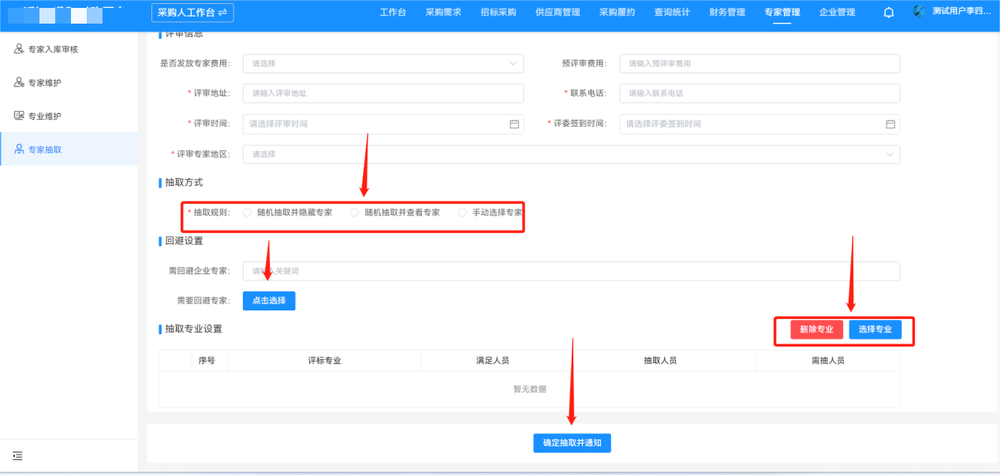 采购人工作台 ⇌ 工作台 采购需求 招标采购 供应商管理 采购履约 查询统计 财务管理 专家管理 企业管理 测试用户李四...
专家入库审核
专家维护
专业维护
专家抽取
评审信息
是否发放专家费用: 请选择 预评审费用: 请输入预评审费用
* 评审地址: 请输入评审地址 * 联系电话: 请输入联系电话
* 评审时间: 请选择评审时间 * 评委签到时间: 请选择评委签到时间
* 评审专家地区: 请选择
抽取方式
* 抽取规则: 随机抽取并隐藏专家 随机抽取并查看专家 手动选择专家
回避设置
需回避企业专家: 请输入关键词
需要回避专家: 点击选择
抽取专业设置 删除专业 选择专业
序号 评标专业 满足人员 抽取人员 需抽人员
暂无数据
确定抽取并通知